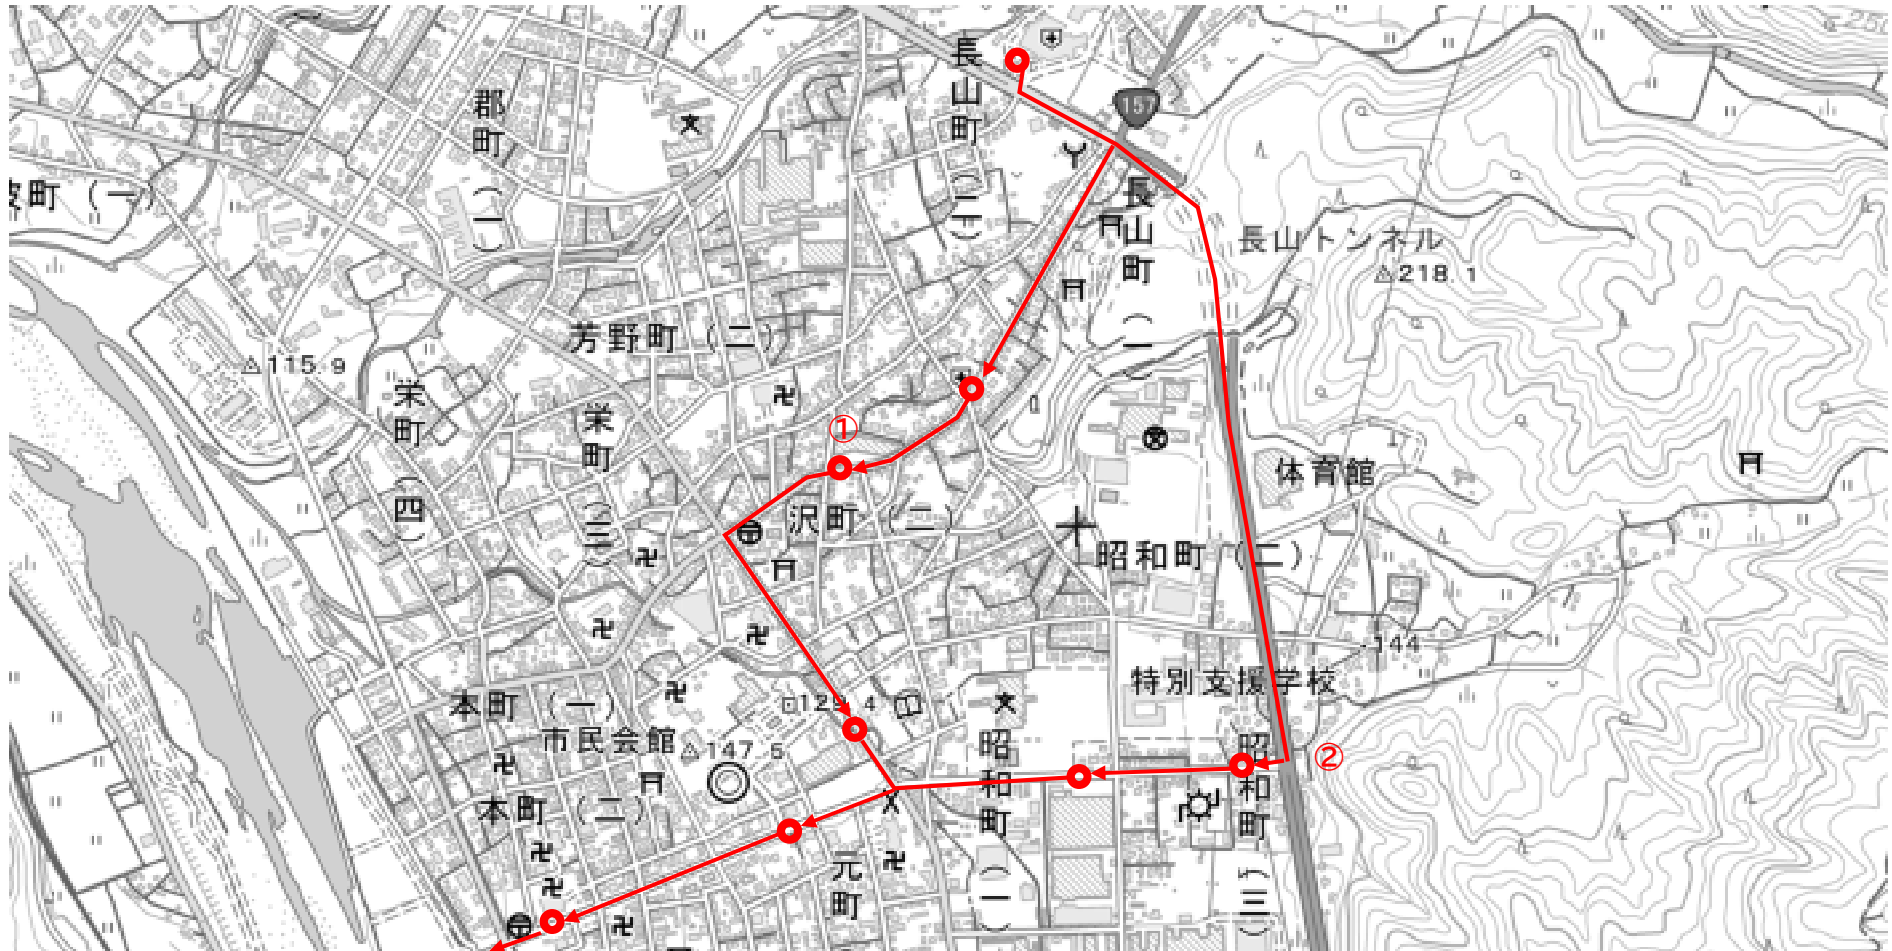 長山町(二)
157
郡町(一)
町(一)
長山町(一)
長山トンネル
218.1
芳野町(二)
115.9
栄町(四)
栄町(三)
①
沢町(二)
体育館
昭和町(二)
144
特別支援学校
本町(一)
市民会館
147.5
昭和町(一)
昭和町(三)
②
本町(二)
元町